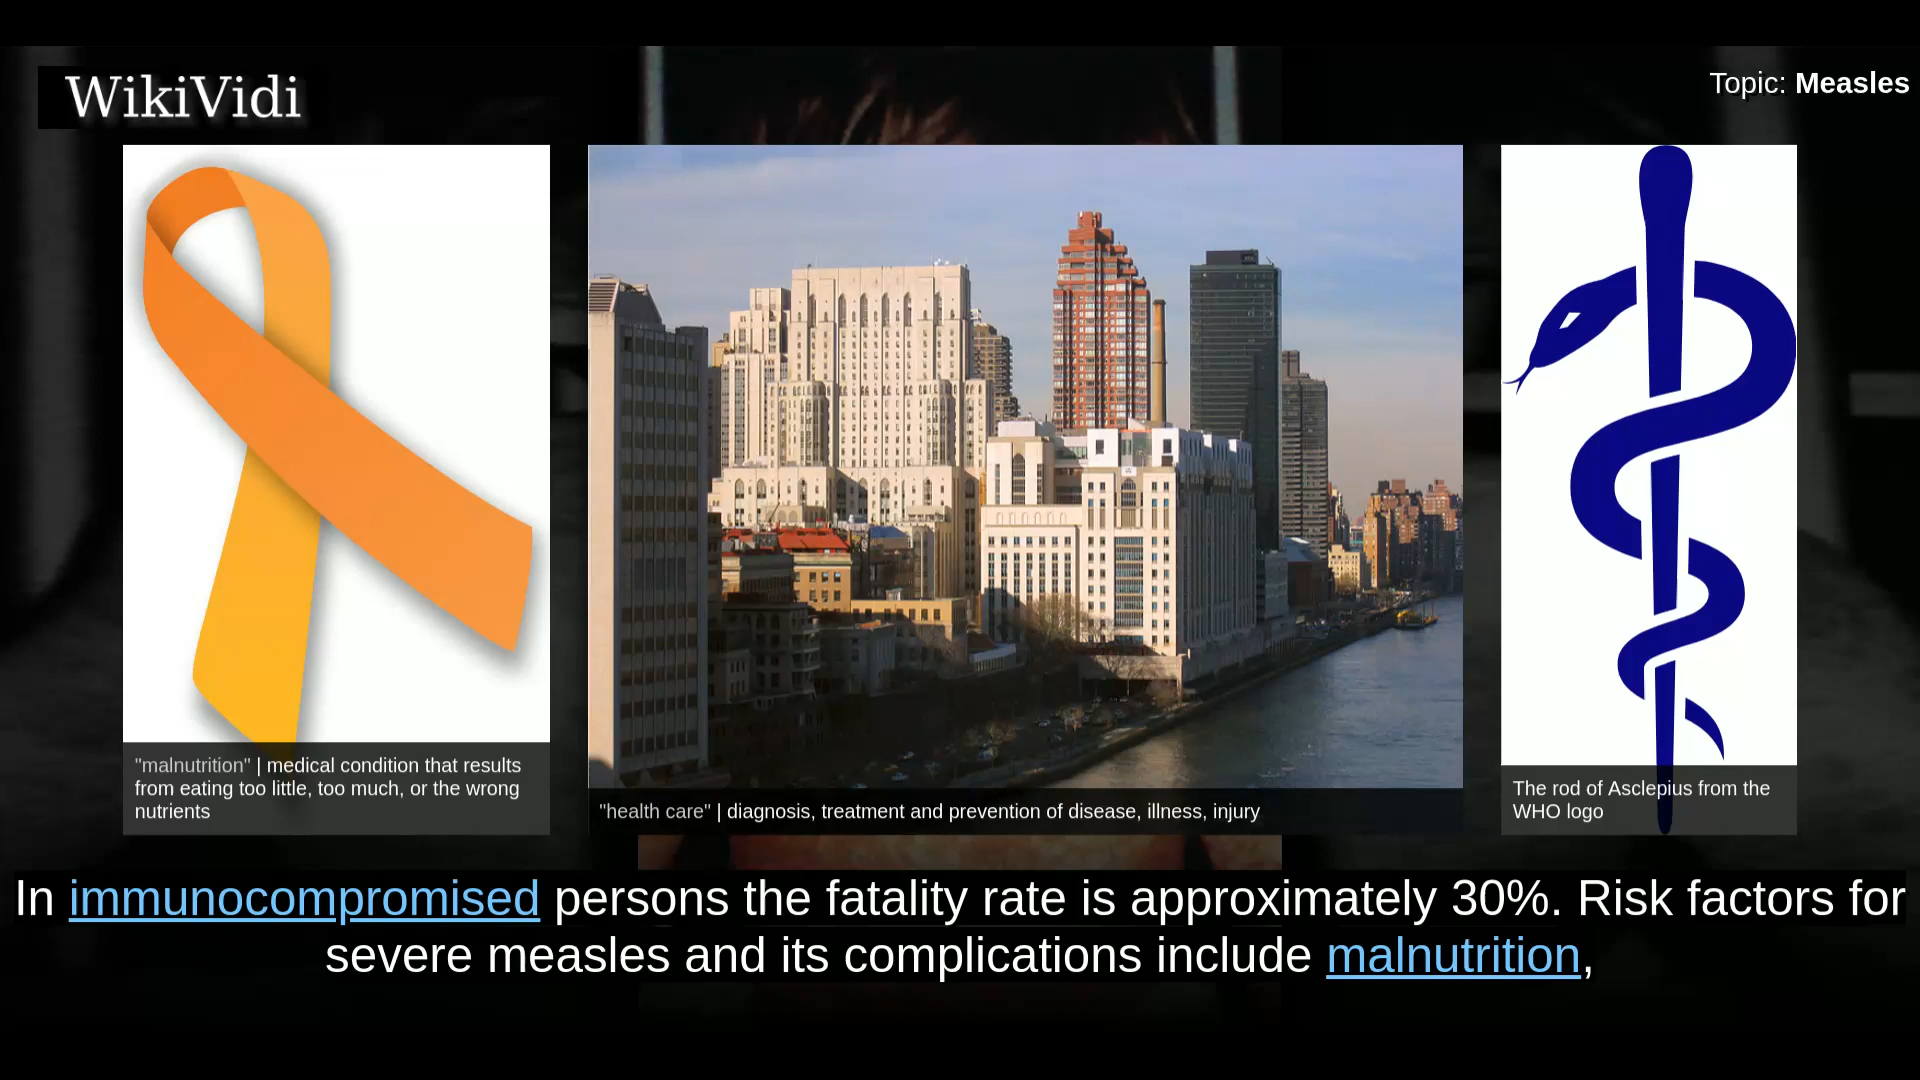 WikiVidi
Topic: Measles
"malnutrition" | medical condition that results
from eating too little, too much, or the wrong
nutrients
"health care" | diagnosis, treatment and prevention of disease, illness, injury
The rod of Asclepius from the
WHO logo
In immunocompromised persons the fatality rate is approximately 30%. Risk factors for
severe measles and its complications include malnutrition,